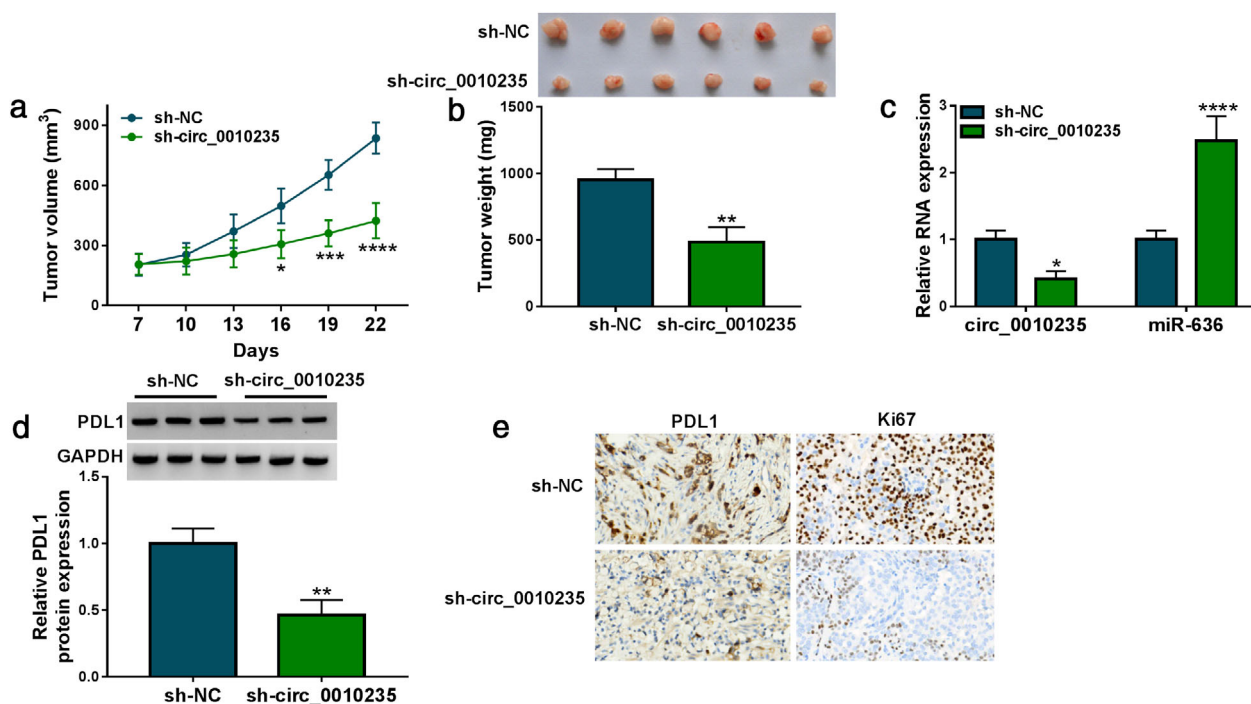 sh-NC
sh-circ_0010235
a
sh-NC
sh-circ_0010235
Tumor volume (mm³)
900
600
300
0
7 10 13 16 19 22
* *** ****
Days
b
Tumor weight (mg)
1500
1000
500
0
**
sh-NC sh-circ_0010235
c
sh-NC
sh-circ_0010235
Relative RNA expression
3
2
1
0
* ****
circ_0010235 miR-636
d
sh-NC sh-circ_0010235
PDL1
GAPDH
Relative PDL1
protein expression
1.5
1.0
0.5
0.0
**
sh-NC sh-circ_0010235
e
PDL1 Ki67
sh-NC
sh-circ_0010235